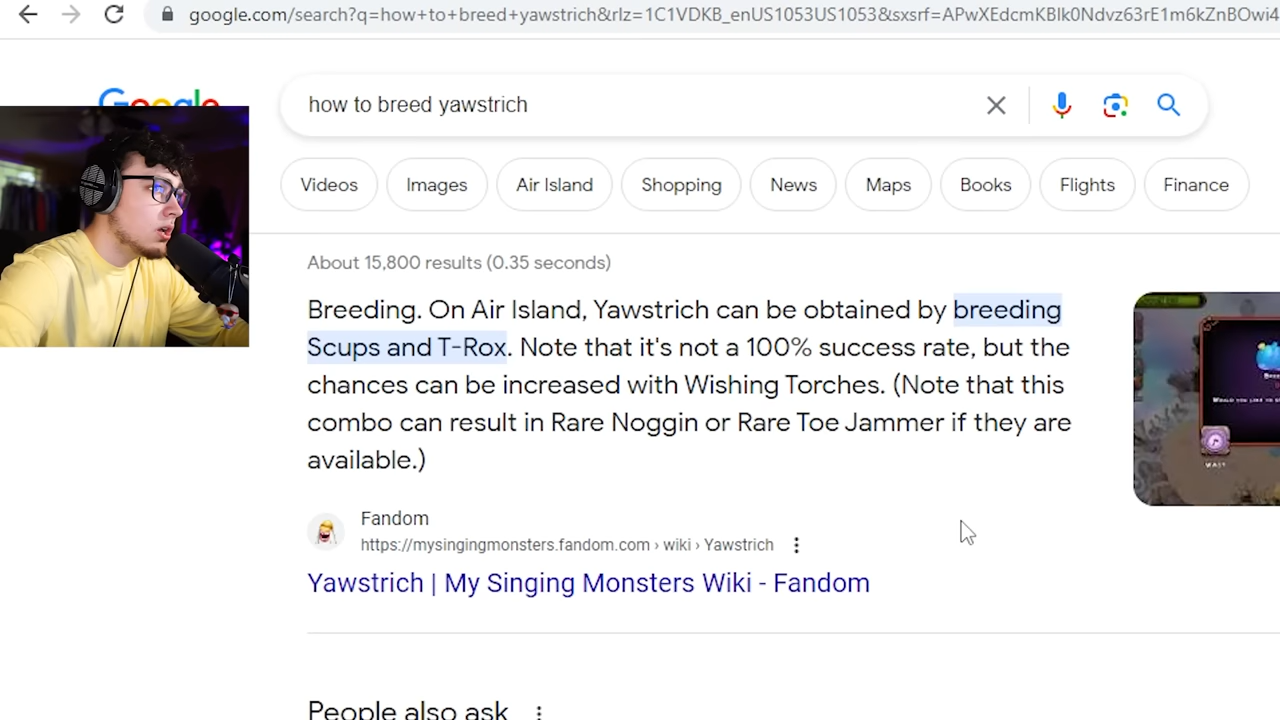 google.com/search?q=how+to+breed+yawstrich&rlz=1C1VDKB_enUS1053US1053&sxsrf=APwXEdcmKBlk0Ndvz63rE1m6kZnBOwi4
Google
how to breed yawstrich
Videos
Images
Air Island
Shopping
News
Maps
Books
Flights
Finance
About 15,800 results (0.35 seconds)
Breeding. On Air Island, Yawstrich can be obtained by breeding
Scups and T-Rox. Note that it's not a 100% success rate, but the
chances can be increased with Wishing Torches. (Note that this
combo can result in Rare Noggin or Rare Toe Jammer if they are
available.)
WAIT
Fandom
https://mysingingmonsters.fandom.com › wiki › Yawstrich
Yawstrich | My Singing Monsters Wiki - Fandom
People also ask